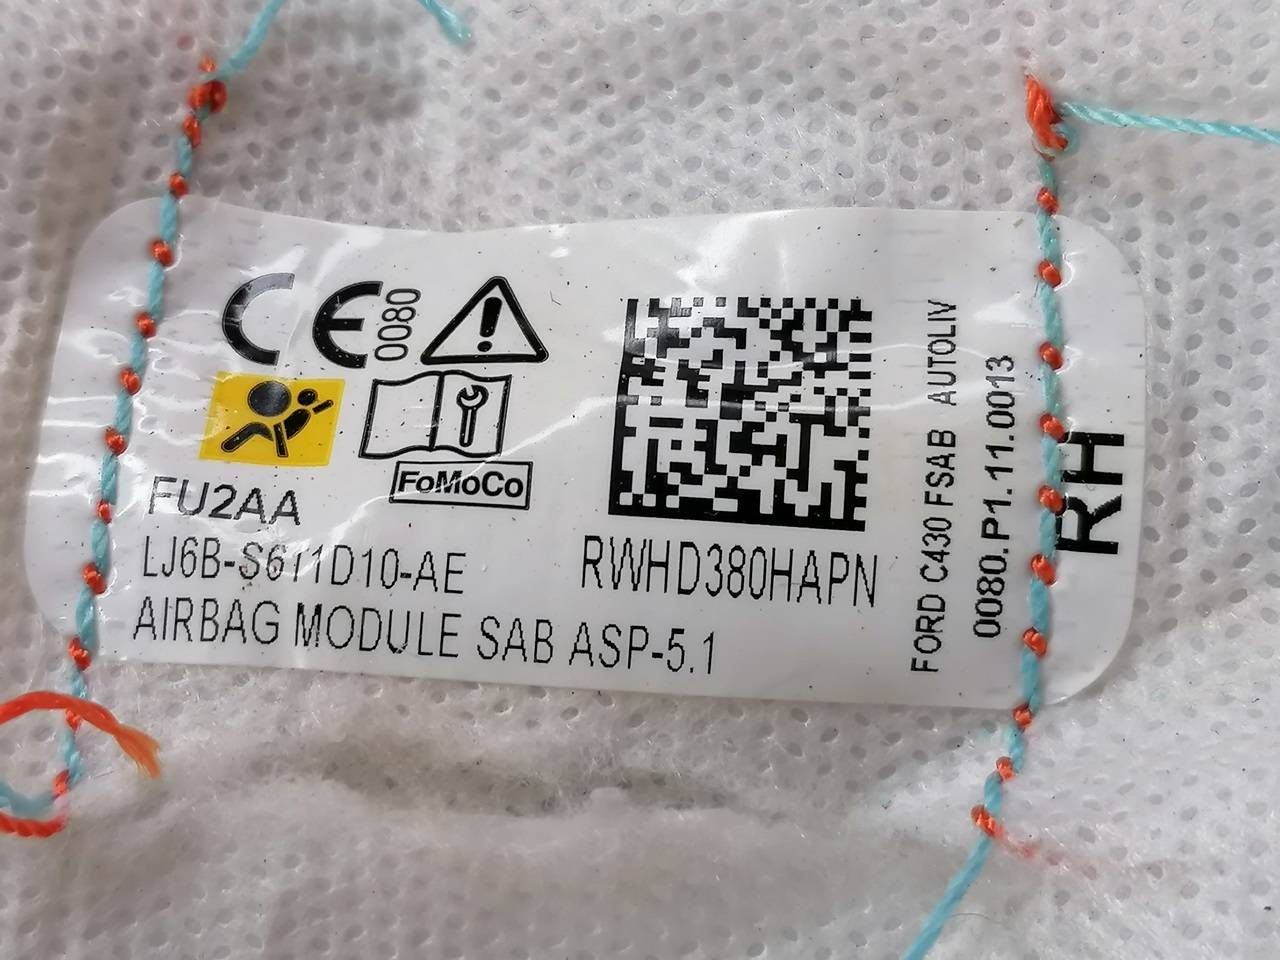 CE 0080
FoMoCo
FU2AA
LJ6B-S611D10-AE
AIRBAG MODULE SAB ASP-5.1
RWHD380HAPN
FORD C430 FSAB AUTOLIV
0080.P1.11.0013
RH